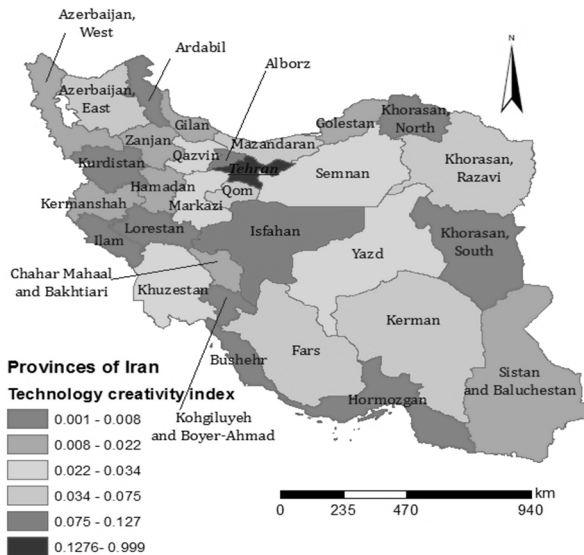 Azerbaijan,
West
Ardabil
Alborz
N
Azerbaijan,
East
Gilan
Golestan
Khorasan,
North
Zanjan
Qazvin
Mazandaran
Kurdistan
Tehran
Semnan
Khorasan,
Razavi
Hamadan
Qom
Kermanshah
Markazi
Ilam
Lorestan
Isfahan
Khorasan,
South
Yazd
Chahar Mahaal
and Bakhtiari
Khuzestan
Kerman
Fars
Bushehr
Sistan
and Baluchestan
Hormozgan
Kohgiluyeh
and Boyer-Ahmad
Provinces of Iran
Technology creativity index
0.001 - 0.008
0.008 - 0.022
0.022 - 0.034
0.034 - 0.075
0.075 - 0.127
0.1276- 0.999
km
0 235 470 940